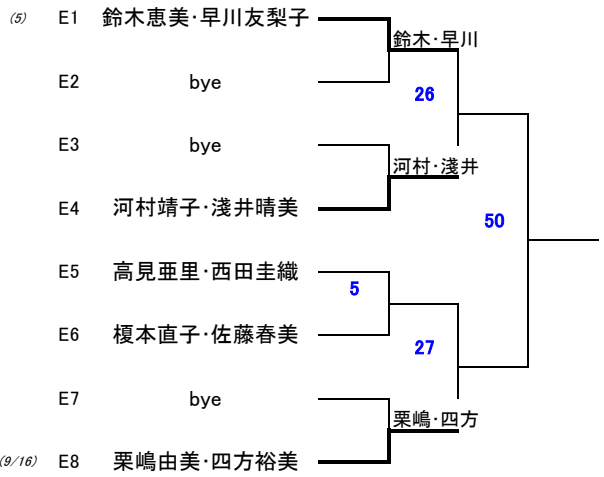 (5) E1 鈴木恵美・早川友梨子
鈴木・早川
E2 bye
26
E3 bye
河村・淺井
E4 河村靖子・淺井晴美
50
E5 高見亜里・西田圭織
5
E6 榎本直子・佐藤春美
27
E7 bye
栗嶋・四方
(9/16) E8 栗嶋由美・四方裕美